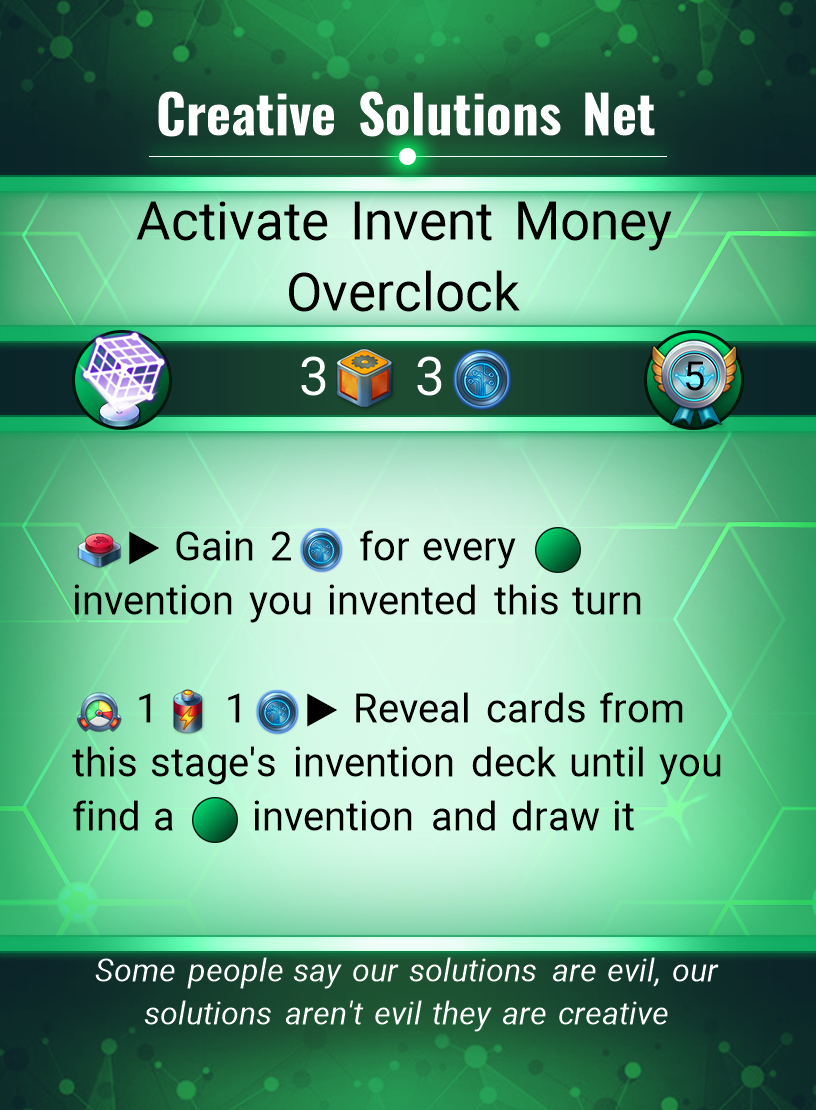 Creative Solutions Net
Activate Invent Money
Overclock
3 3 5
▶ Gain 2 for every
invention you invented this turn
1 1 ▶ Reveal cards from
this stage's invention deck until you
find a invention and draw it
Some people say our solutions are evil, our
solutions aren't evil they are creative